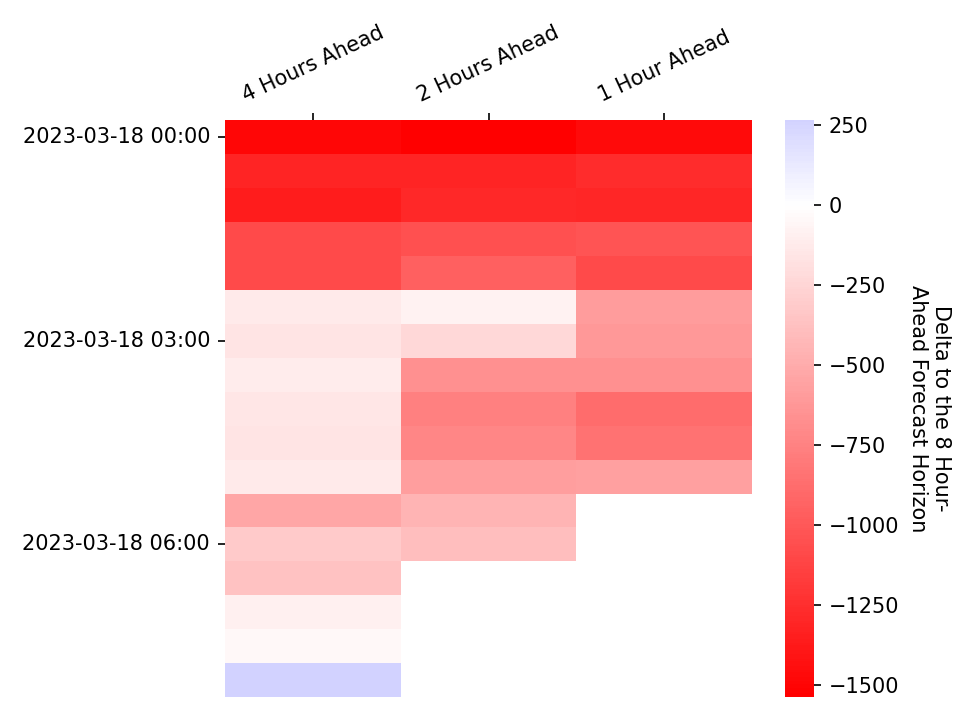 4 Hours Ahead
2 Hours Ahead
1 Hour Ahead
2023-03-18 00:00
2023-03-18 03:00
2023-03-18 06:00
250
0
−250
−500
−750
−1000
−1250
−1500
Delta to the 8 Hour-
Ahead Forecast Horizon